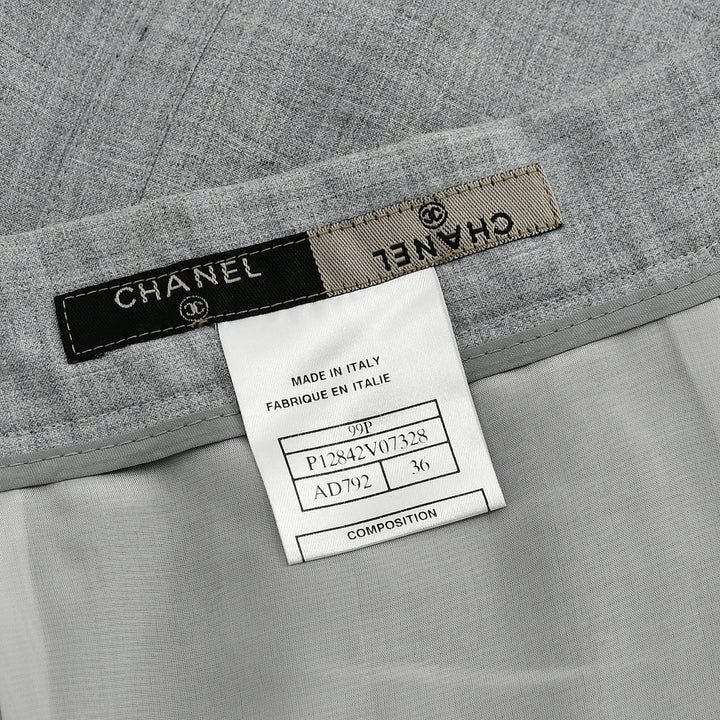 CHANEL
CHANEL
MADE IN ITALY
FABRIQUE EN ITALIE
99P
P12842V07328
AD792 36
COMPOSITION